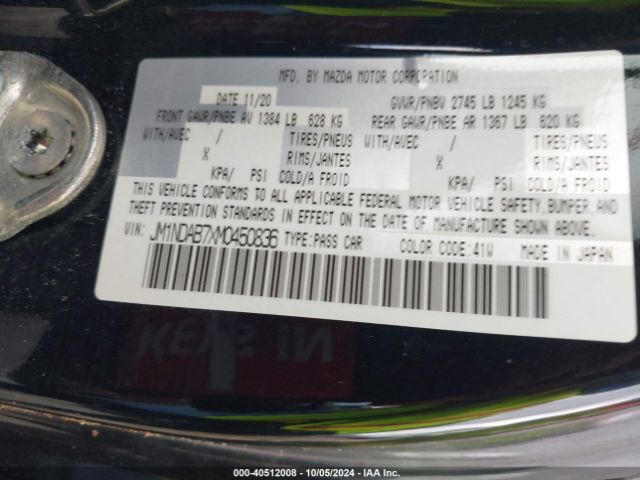 MFD. BY MAZDA MOTOR CORPORATION
DATE 11/20 GVWR/PNBV 2745 LB 1245 KG
FRONT GAWR/PNBE AV 1384 LB 628 KG REAR GAWR/PNBE AR 1367 LB 620 KG
WITH/AVEC / TIRES/PNEUS WITH/AVEC / TIRES/PNEUS
X RIMS/JANTES X RIMS/JANTES
KPA/ PSI COLD/A FROID KPA/ PSI COLD/A FROID
THIS VEHICLE CONFORMS TO ALL APPLICABLE FEDERAL MOTOR VEHICLE SAFETY, BUMPER, AND
THEFT PREVENTION STANDARDS IN EFFECT ON THE DATE OF MANUFACTURE SHOWN ABOVE.
VIN: JM1NDAB7XM0450836 TYPE:PASS CAR COLOR CODE:41W MADE IN JAPAN
KEYS IN
000-40512008 - 10/05/2024 - IAA Inc.